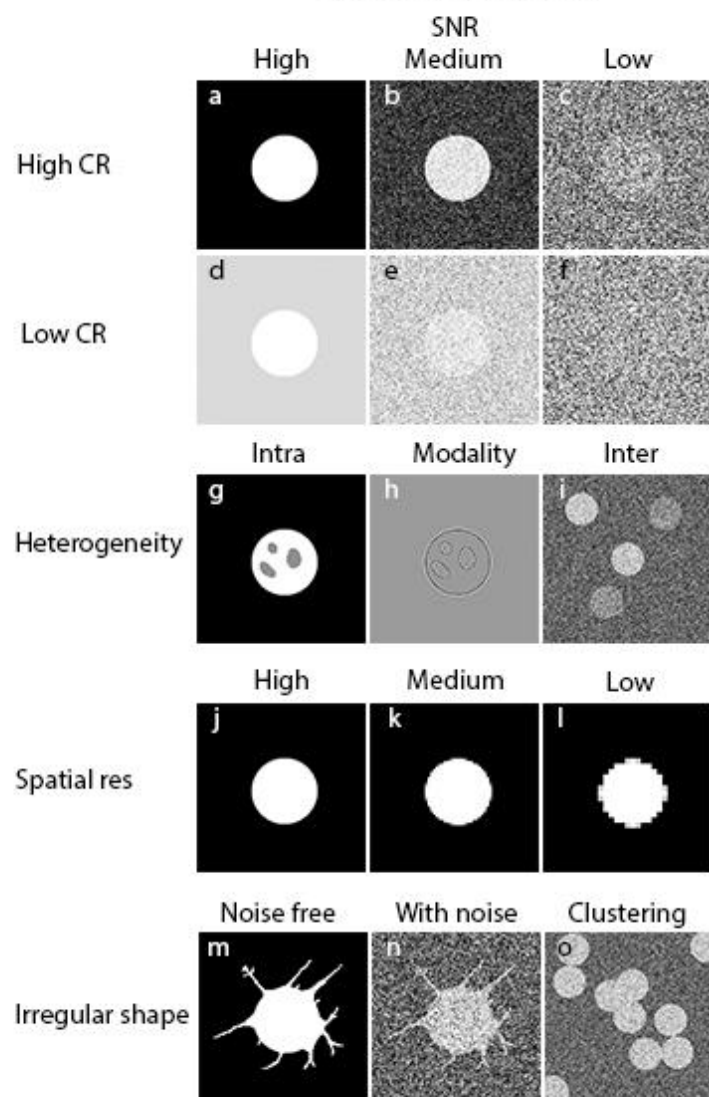 SNR
High Medium Low
a b c
High CR
d e f
Low CR
Intra Modality Inter
g h i
Heterogeneity
High Medium Low
j k l
Spatial res
Noise free With noise Clustering
m n o
Irregular shape